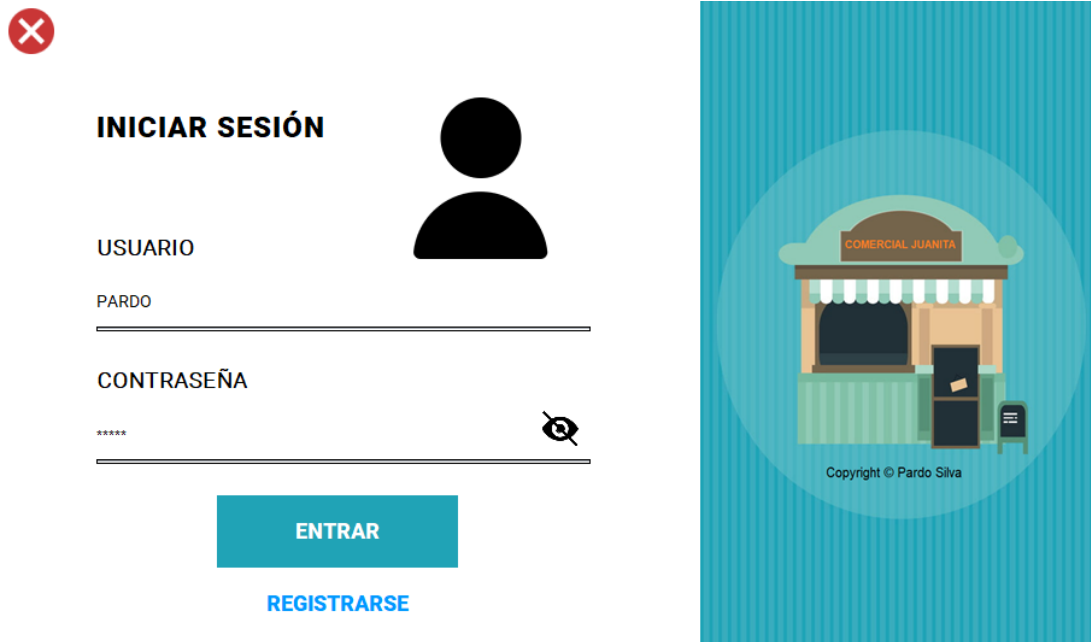 INICIAR SESIÓN
USUARIO
PARDO
CONTRASEÑA
*****
ENTRAR
REGISTRARSE
COMERCIAL JUANITA
Copyright © Pardo Silva